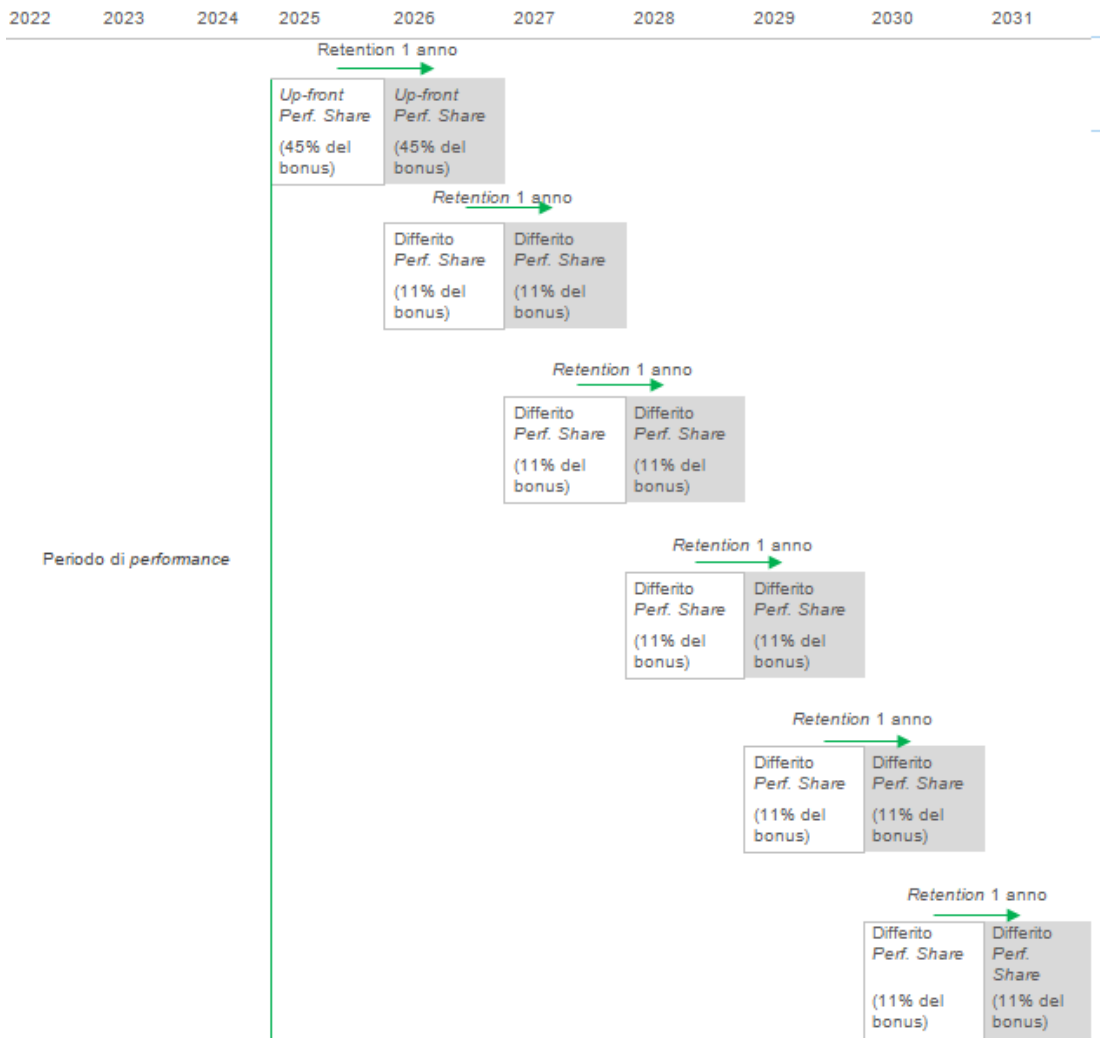 2022 2023 2024 2025 2026 2027 2028 2029 2030 2031
Retention 1 anno
Up-front Up-front
Perf. Share Perf. Share
(45% del (45% del
bonus) bonus)
Retention 1 anno
Differito Differito
Perf. Share Perf. Share
(11% del (11% del
bonus) bonus)
Retention 1 anno
Differito Differito
Perf. Share Perf. Share
(11% del (11% del
bonus) bonus)
Retention 1 anno
Periodo di performance
Differito Differito
Perf. Share Perf. Share
(11% del (11% del
bonus) bonus)
Retention 1 anno
Differito Differito
Perf. Share Perf. Share
(11% del (11% del
bonus) bonus)
Retention 1 anno
Differito Differito
Perf. Share Perf.
Share
(11% del (11% del
bonus) bonus)